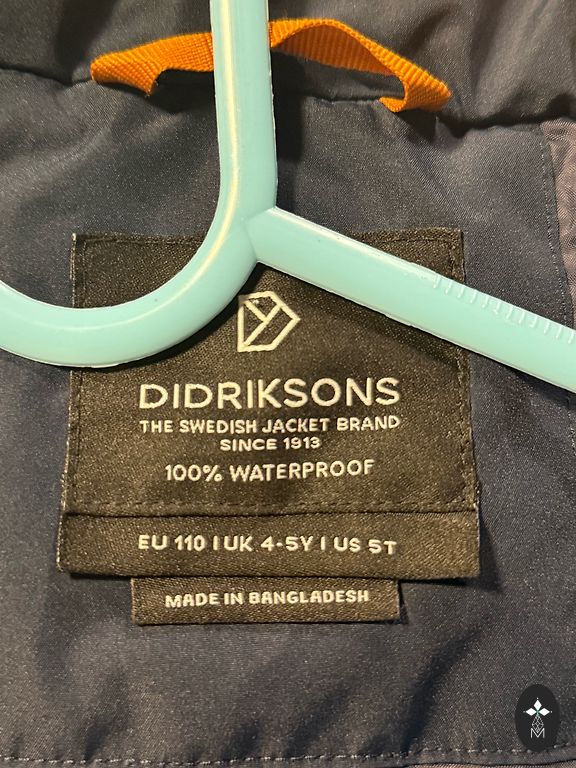 DIDRIKSONS
THE SWEDISH JACKET BRAND
SINCE 1913
100% WATERPROOF
EU 110 | UK 4-5Y | US 5T
MADE IN BANGLADESH
M